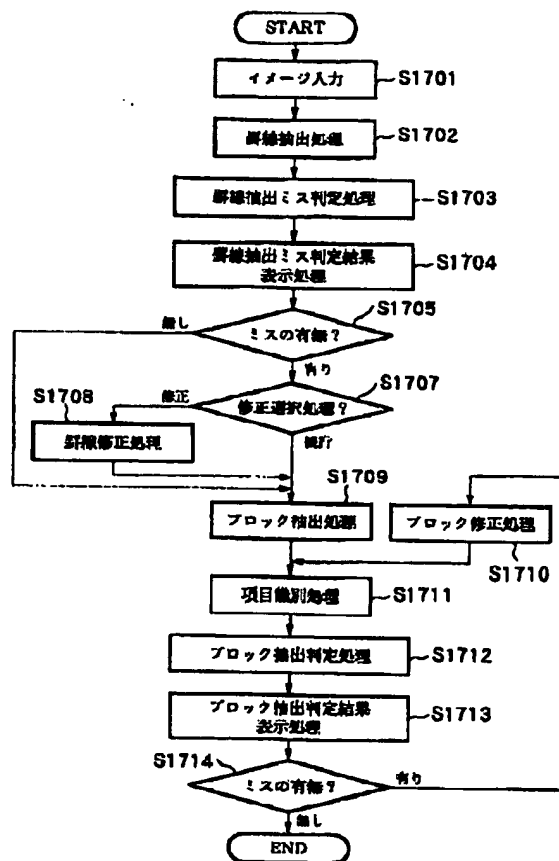 START
イメージ入力
S1701
罫線抽出処理
S1702
罫線抽出ミス判定処理
S1703
罫線抽出ミス判定結果
表示処理
S1704
S1705
無し
ミスの有無?
有り
S1707
S1708
修正
修正選択処理?
罫線修正処理
続行
S1709
ブロック抽出処理
ブロック修正処理
S1710
項目識別処理
S1711
ブロック抽出判定処理
S1712
ブロック抽出判定結果
表示処理
S1713
S1714
ミスの有無?
有り
無し
END